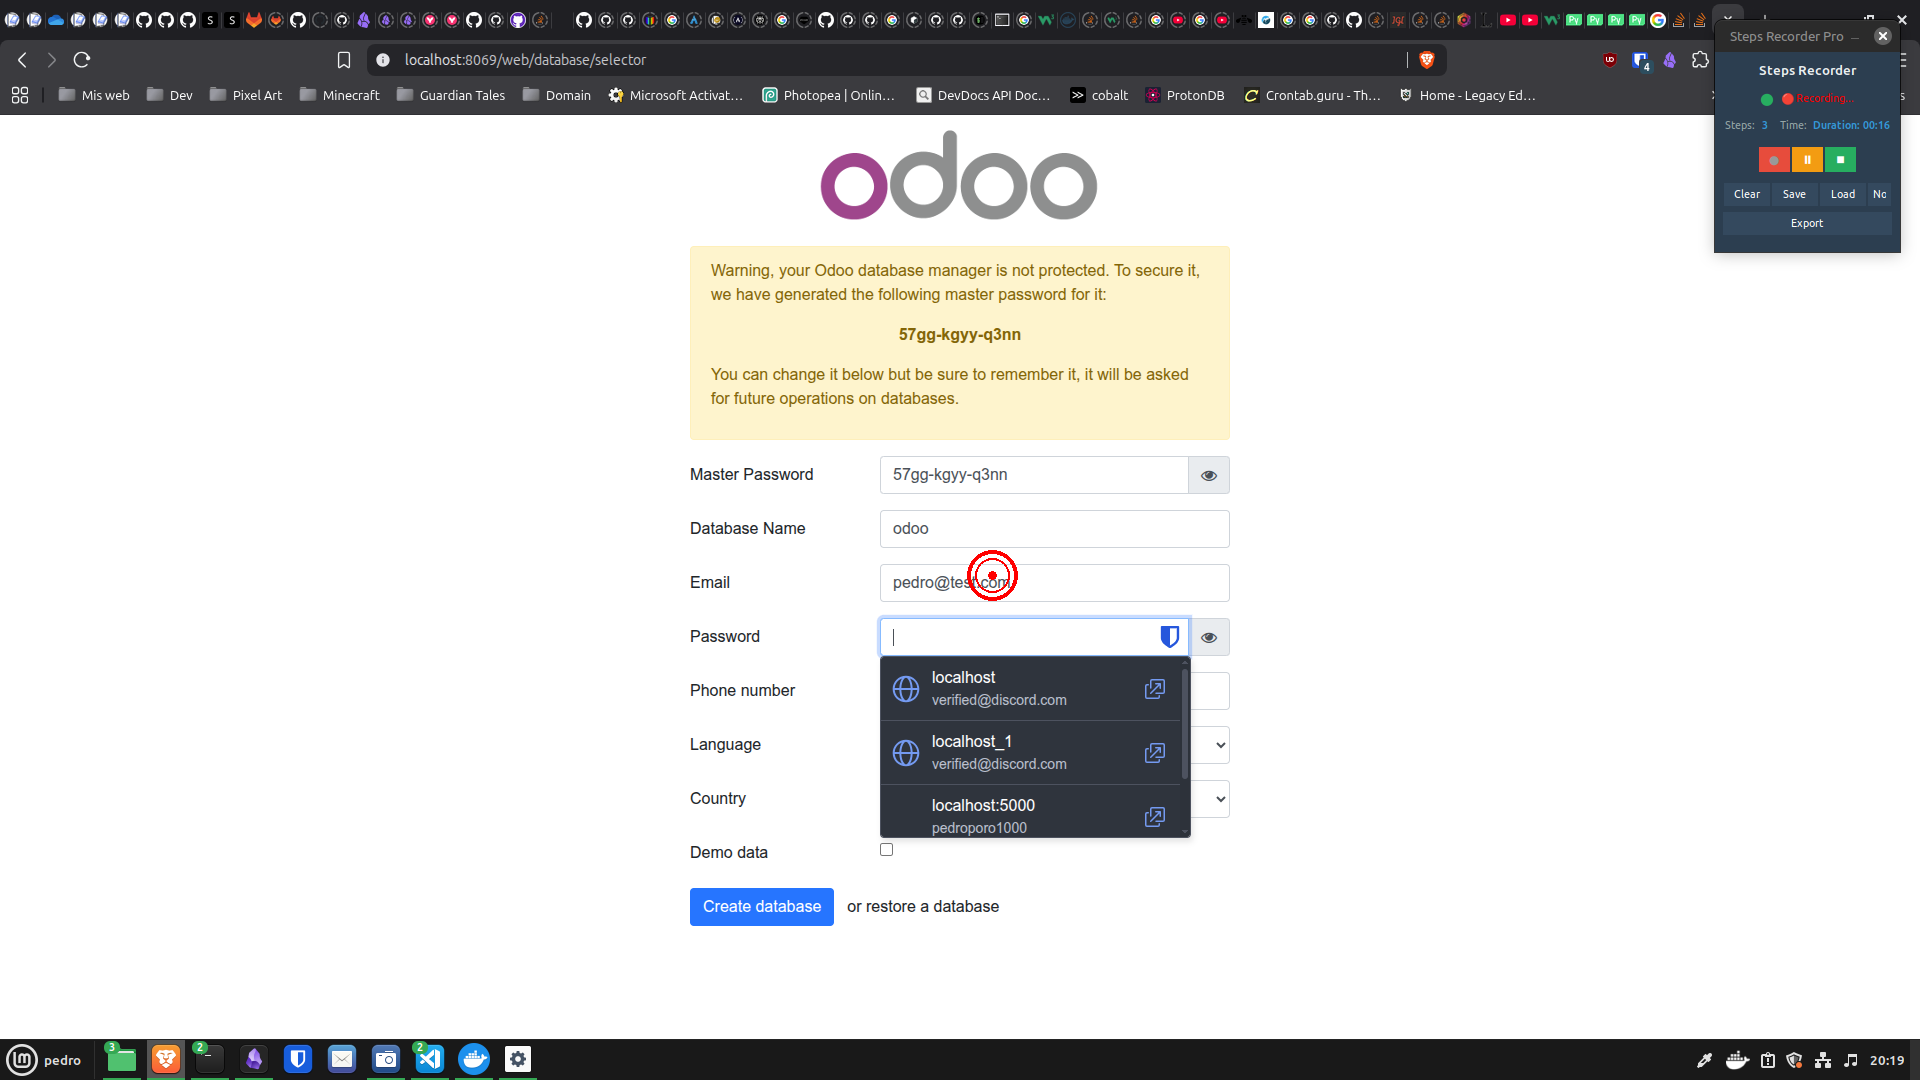 localhost:8069/web/database/selector
4
Mis web
Dev
Pixel Art
Minecraft
Guardian Tales
Domain
Microsoft Activat...
Photopea | Onlin...
DevDocs API Doc...
cobalt
ProtonDB
Crontab.guru - Th...
Home - Legacy Ed...
Steps Recorder Pro
Steps Recorder
Recording...
Steps: 3 Time: Duration: 00:16
Clear Save Load No
Export
odoo
Warning, your Odoo database manager is not protected. To secure it,
we have generated the following master password for it:
57gg-kgyy-q3nn
You can change it below but be sure to remember it, it will be asked
for future operations on databases.
Master Password 57gg-kgyy-q3nn
Database Name odoo
Email pedro@test.com
Password
localhost
verified@discord.com
Phone number
localhost_1
verified@discord.com
Language
localhost:5000
pedroporo1000
Country
Demo data
Create database or restore a database
pedro
3
2
2
20:19